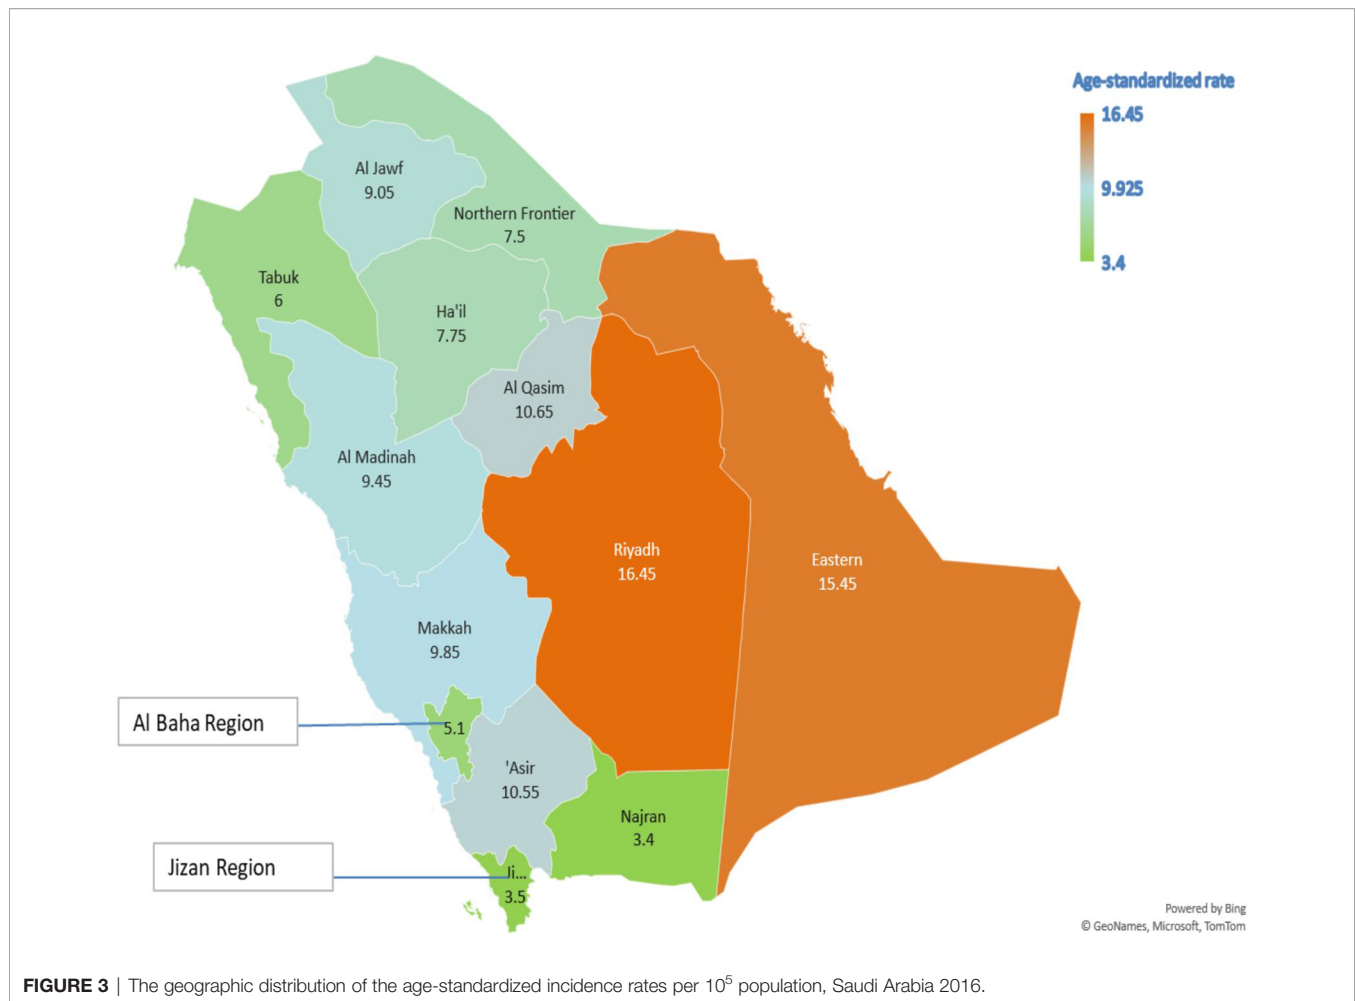 Age-standardized rate
16.45
9.925
3.4
Al Jawf
9.05
Northern Frontier
7.5
Tabuk
6
Ha'il
7.75
Al Qasim
10.65
Al Madinah
9.45
Riyadh
16.45
Eastern
15.45
Makkah
9.85
Al Baha Region
5.1
'Asir
10.55
Najran
3.4
Jizan Region
Ji...
3.5
Powered by Bing
© GeoNames, Microsoft, TomTom
FIGURE 3 | The geographic distribution of the age-standardized incidence rates per 10⁵ population, Saudi Arabia 2016.